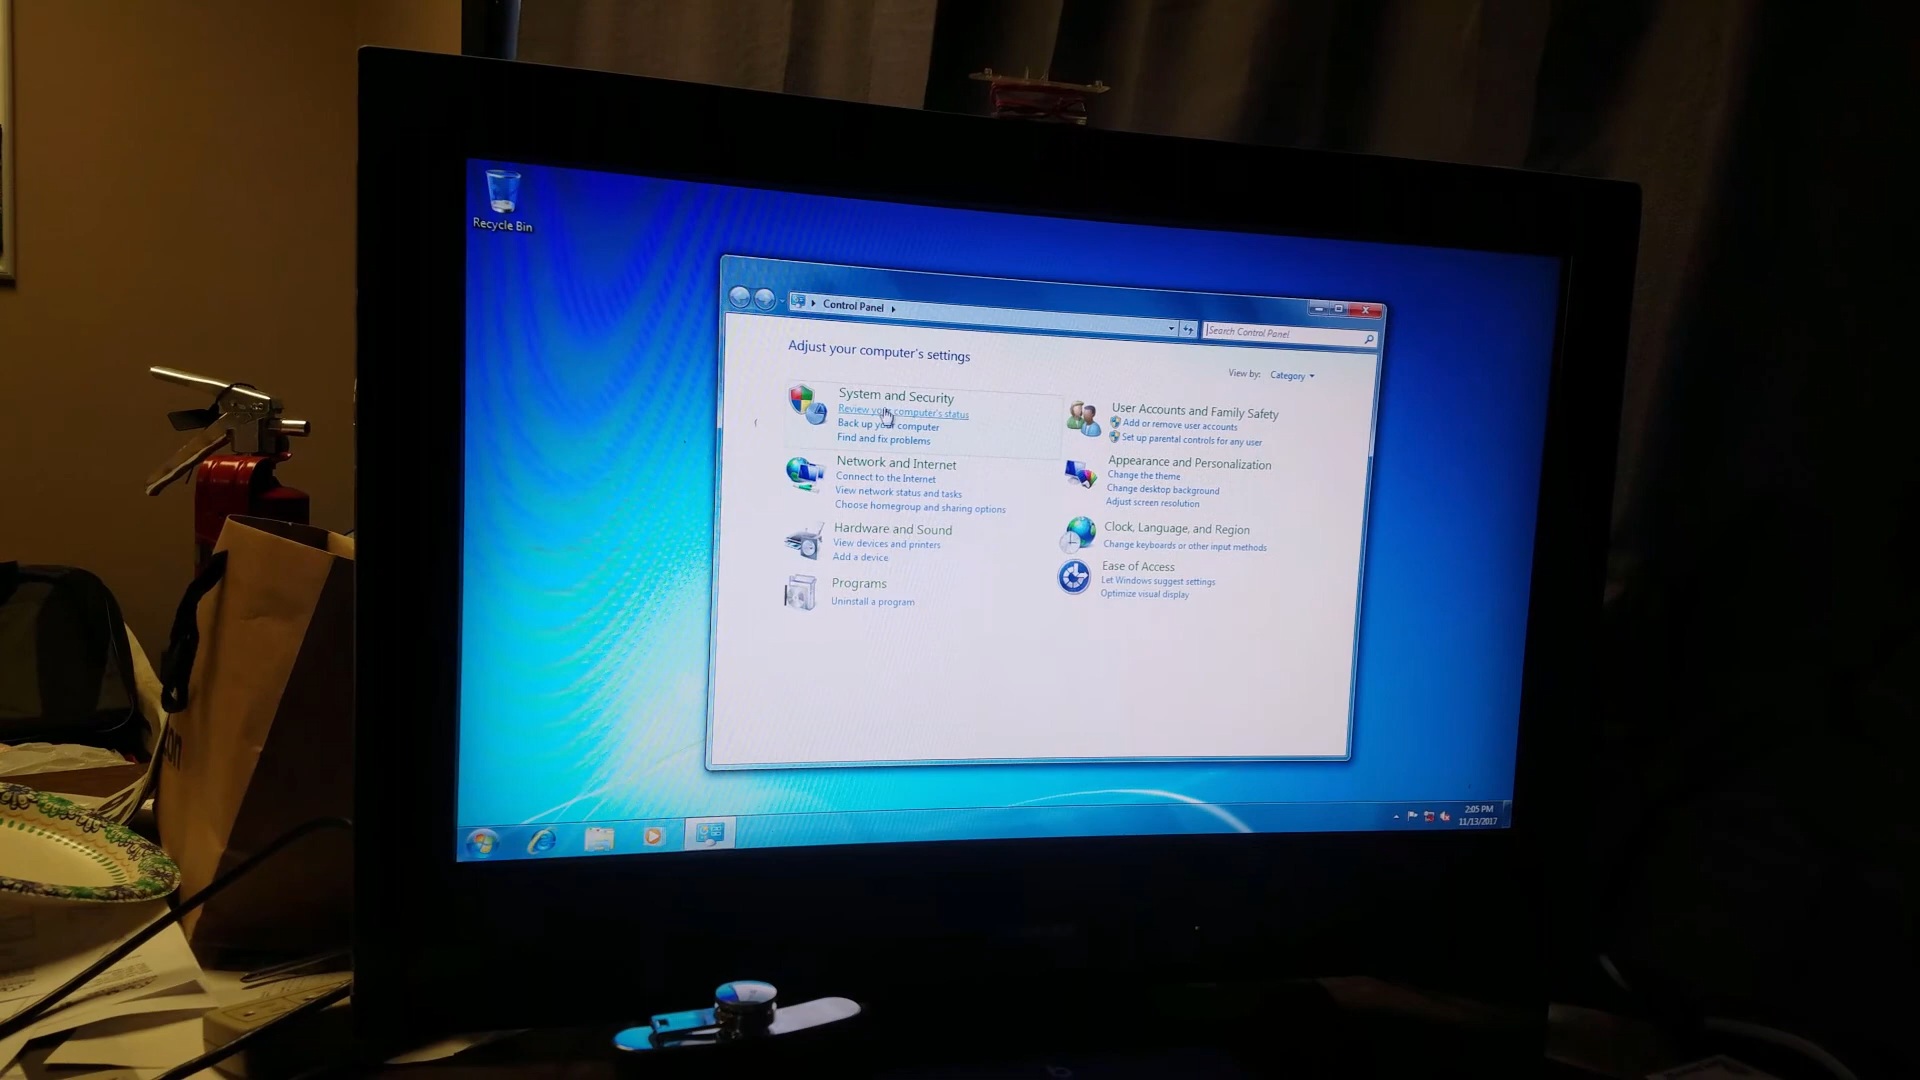 Recycle Bin
Control Panel
Search Control Panel
Adjust your computer's settings
View by: Category
System and Security
Review your computer's status
Back up your computer
Find and fix problems
Network and Internet
Connect to the Internet
View network status and tasks
Choose homegroup and sharing options
Hardware and Sound
View devices and printers
Add a device
Programs
Uninstall a program
User Accounts and Family Safety
Add or remove user accounts
Set up parental controls for any user
Appearance and Personalization
Change the theme
Change desktop background
Adjust screen resolution
Clock, Language, and Region
Change keyboards or other input methods
Ease of Access
Let Windows suggest settings
Optimize visual display
2:05 PM
11/13/2017